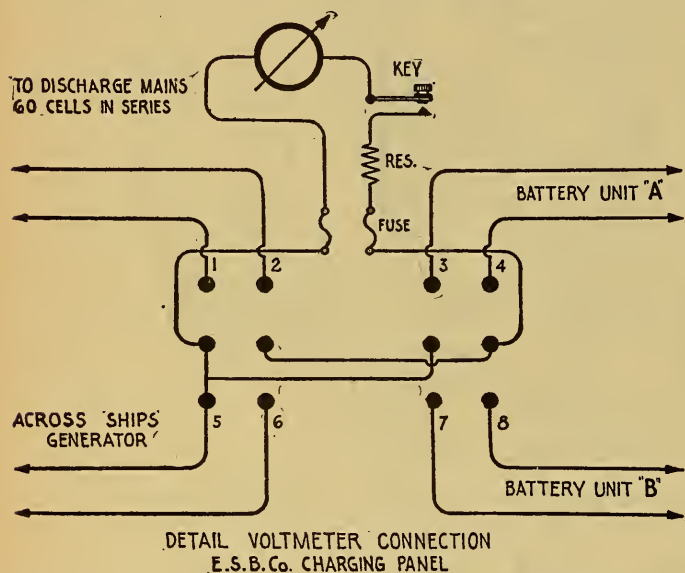 KEY
TO DISCHARGE MAINS
60 CELLS IN SERIES
RES.
BATTERY UNIT "A"
FUSE
1 2 3 4
ACROSS SHIPS
GENERATOR
5 6 7 8
BATTERY UNIT "B"
DETAIL VOLTMETER CONNECTION
E.S.B.Co. CHARGING PANEL